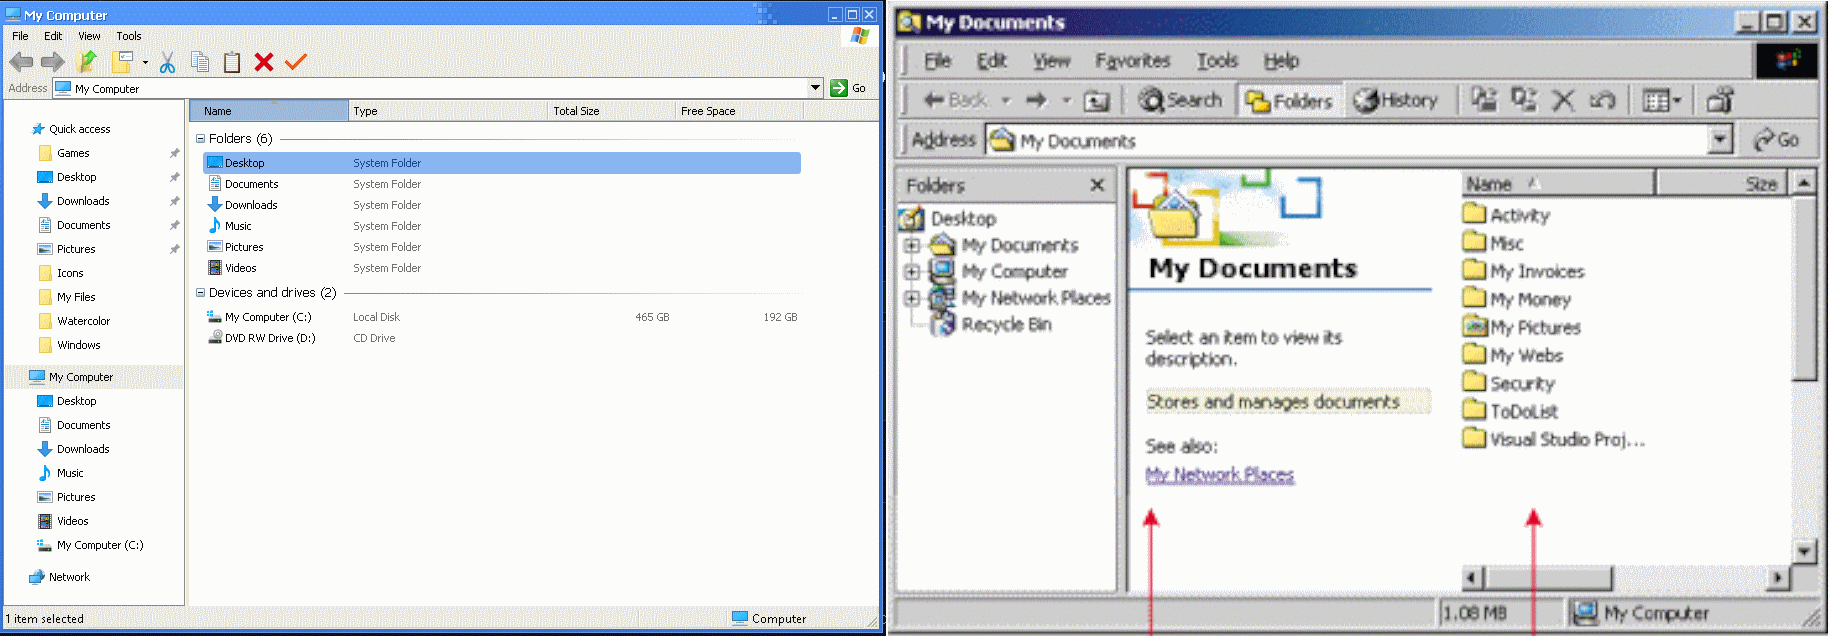 My Computer
File Edit View Tools
Address My Computer Go
Quick access
Games
Desktop
Downloads
Documents
Pictures
Icons
My Files
Watercolor
Windows
My Computer
Desktop
Documents
Downloads
Music
Pictures
Videos
My Computer (C:)
Network
Name Type Total Size Free Space
Folders (6)
Desktop System Folder
Documents System Folder
Downloads System Folder
Music System Folder
Pictures System Folder
Videos System Folder
Devices and drives (2)
My Computer (C:) Local Disk 465 GB 192 GB
DVD RW Drive (D:) CD Drive
1 item selected Computer
My Documents
File Edit View Favorites Tools Help
Back Search Folders History
Address My Documents Go
Folders
Desktop
My Documents
My Computer
My Network Places
Recycle Bin
My Documents
Select an item to view its
description.
Stores and manages documents
See also:
My Network Places
Name Size
Activity
Misc
My Invoices
My Money
My Pictures
My Webs
Security
ToDoList
Visual Studio Proj...
1.08 MB My Computer